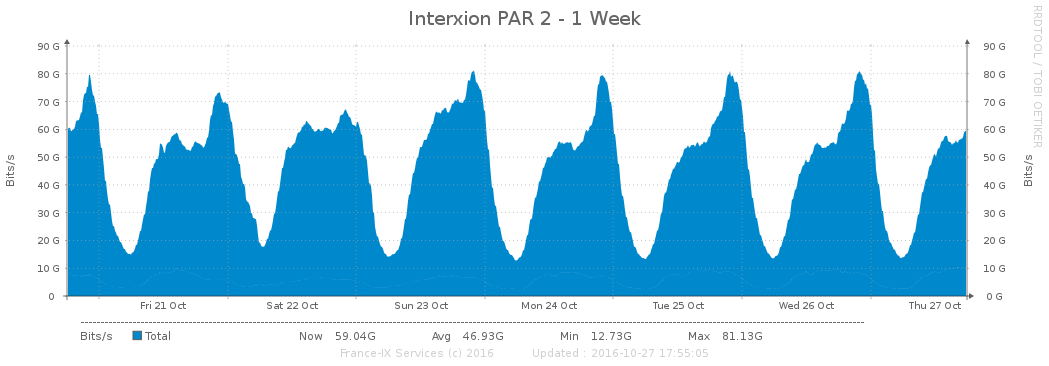 Interxion PAR 2 - 1 Week
RRDTOOL / TOBI OETIKER
90 G 90 G
80 G 80 G
70 G 70 G
60 G 60 G
50 G 50 G
40 G 40 G
30 G 30 G
20 G 20 G
10 G 10 G
0 0 G
Bits/s
Bits/s
Fri 21 Oct Sat 22 Oct Sun 23 Oct Mon 24 Oct Tue 25 Oct Wed 26 Oct Thu 27 Oct
Bits/s Total Now 59.04G Avg 46.93G Min 12.73G Max 81.13G
France-IX Services (c) 2016 Updated : 2016-10-27 17:55:05